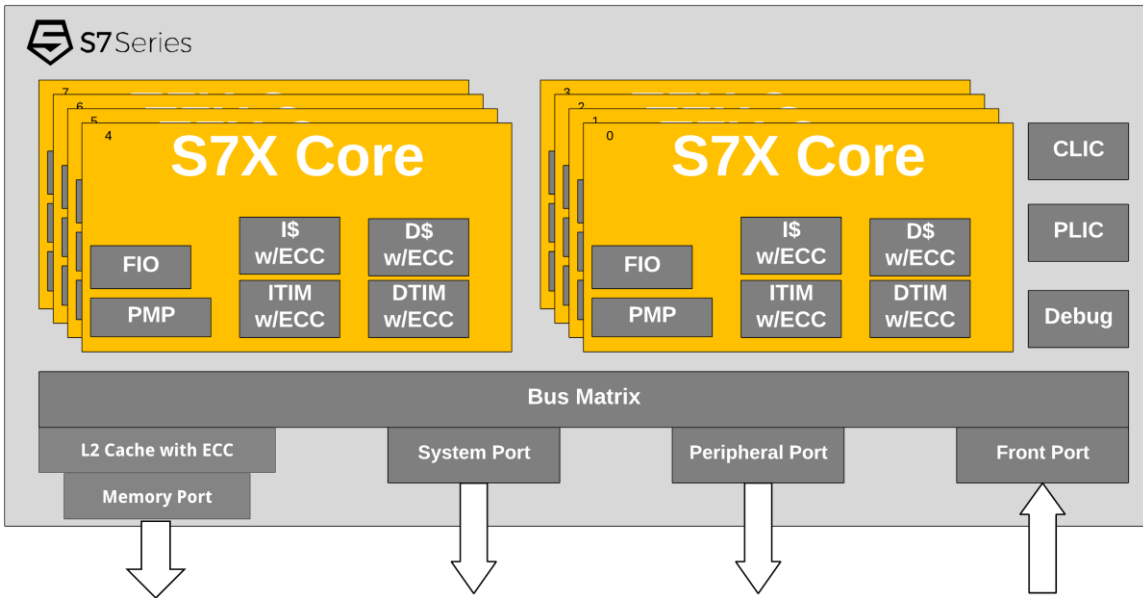 S7 Series
7
6
5
4
S7X Core
I$
w/ECC
D$
w/ECC
FIO
ITIM
w/ECC
DTIM
w/ECC
PMP
3
2
1
0
S7X Core
I$
w/ECC
D$
w/ECC
FIO
ITIM
w/ECC
DTIM
w/ECC
PMP
CLIC
PLIC
Debug
Bus Matrix
L2 Cache with ECC
System Port
Peripheral Port
Front Port
Memory Port